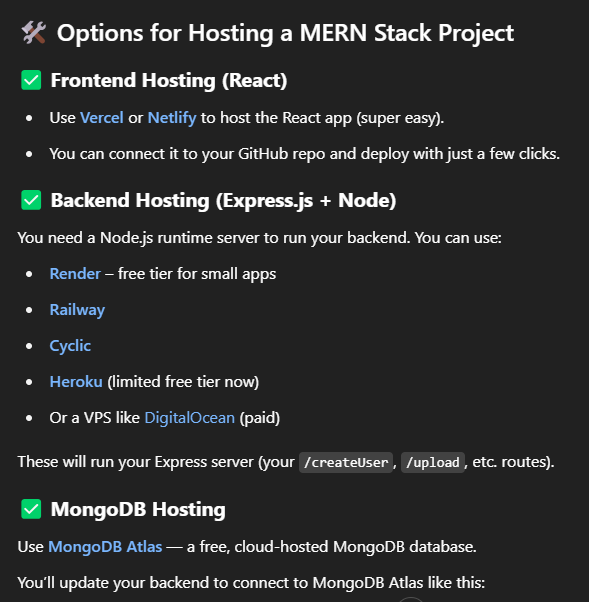 🛠️ Options for Hosting a MERN Stack Project
✅ Frontend Hosting (React)
• Use Vercel or Netlify to host the React app (super easy).
• You can connect it to your GitHub repo and deploy with just a few clicks.
✅ Backend Hosting (Express.js + Node)
You need a Node.js runtime server to run your backend. You can use:
• Render – free tier for small apps
• Railway
• Cyclic
• Heroku (limited free tier now)
• Or a VPS like DigitalOcean (paid)
These will run your Express server (your /createUser, /upload, etc. routes).
✅ MongoDB Hosting
Use MongoDB Atlas — a free, cloud-hosted MongoDB database.
You’ll update your backend to connect to MongoDB Atlas like this: